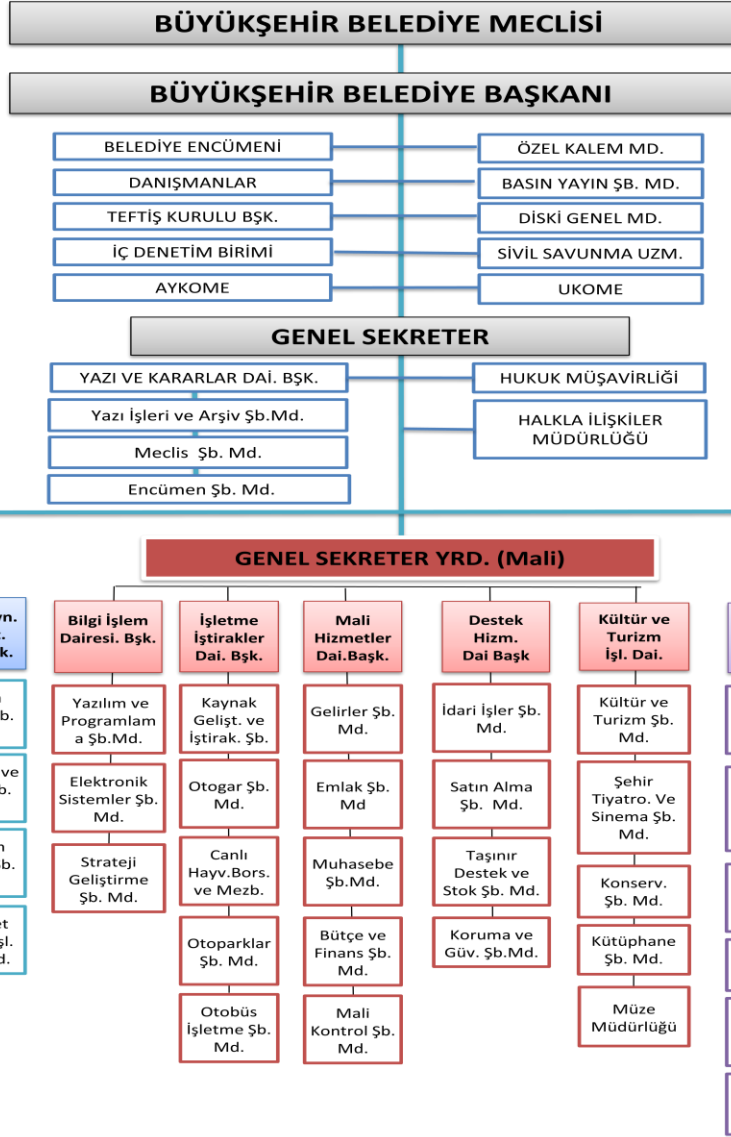 BÜYÜKŞEHİR BELEDİYE MECLİSİ
BÜYÜKŞEHİR BELEDİYE BAŞKANI
BELEDİYE ENCÜMENİ
ÖZEL KALEM MD.
DANIŞMANLAR
BASIN YAYIN ŞB. MD.
TEFTİŞ KURULU BŞK.
DİSKİ GENEL MD.
İÇ DENETİM BİRİMİ
SİVİL SAVUNMA UZM.
AYKOME
UKOME
GENEL SEKRETER
YAZI VE KARARLAR DAİ. BŞK.
HUKUK MÜŞAVİRLİĞİ
Yazı İşleri ve Arşiv Şb.Md.
HALKLA İLİŞKİLER
MÜDÜRLÜĞÜ
Meclis Şb. Md.
Encümen Şb. Md.
GENEL SEKRETER YRD. (Mali)
Bilgi İşlem
Dairesi. Bşk.
Yazılım ve
Programlam
a Şb.Md.
Elektronik
Sistemler Şb.
Md.
Strateji
Geliştirme
Şb. Md.
İşletme
İştirakler
Dai. Bşk.
Kaynak
Gelişt. ve
İştirak. Şb.
Otogar Şb.
Md.
Canlı
Hayv.Bors.
ve Mezb.
Otoparklar
Şb. Md.
Otobüs
İşletme Şb.
Md.
Mali
Hizmetler
Dai.Başk.
Gelirler Şb.
Md.
Emlak Şb.
Md
Muhasebe
Şb.Md.
Bütçe ve
Finans Şb.
Md.
Mali
Kontrol Şb.
Md.
Destek
Hizm.
Dai Başk
İdari İşler Şb.
Md.
Satın Alma
Şb. Md.
Taşınır
Destek ve
Stok Şb. Md.
Koruma ve
Güv. Şb.Md.
Kültür ve
Turizm
İşl. Dai.
Kültür ve
Turizm Şb.
Md.
Şehir
Tiyatro. Ve
Sinema Şb.
Md.
Konserv.
Şb. Md.
Kütüphane
Şb. Md.
Müze
Müdürlüğü